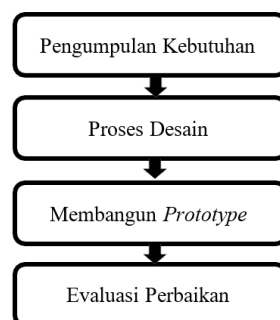 Pengumpulan Kebutuhan
Proses Desain
Membangun Prototype
Evaluasi Perbaikan